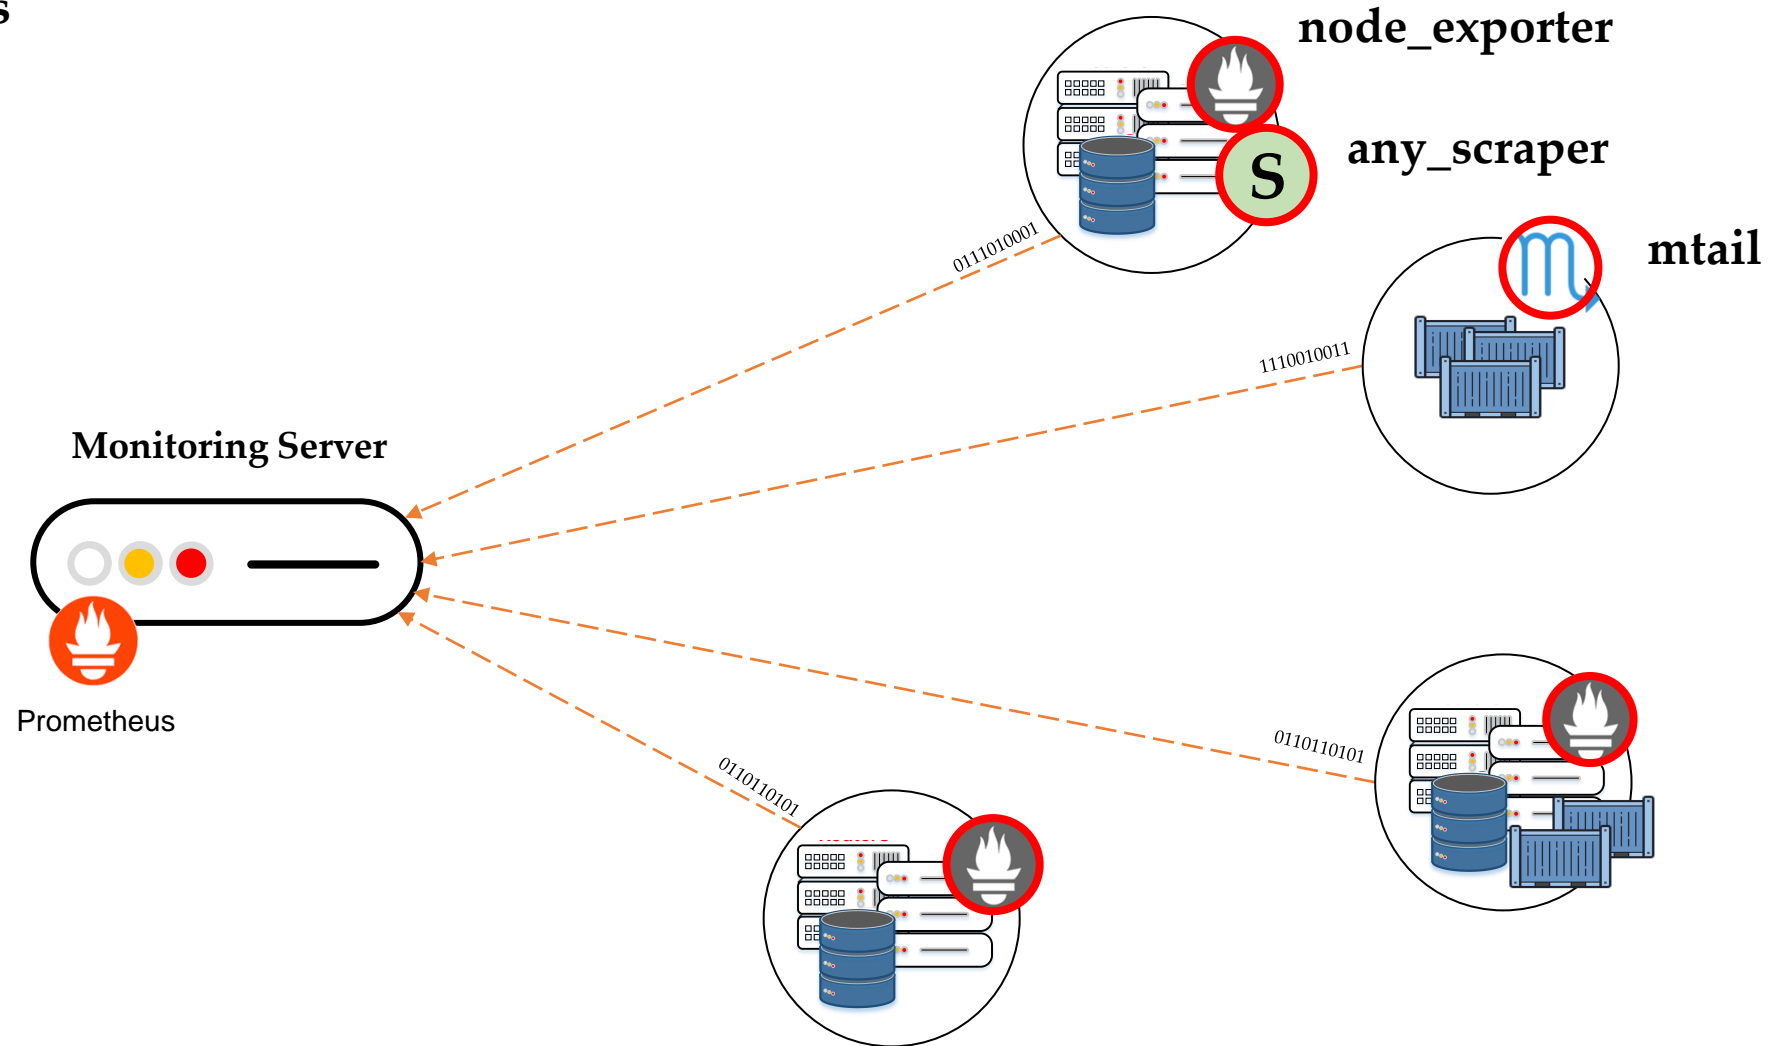 s
node_exporter
any_scraper
S
mtail
0111010001
1110010011
Monitoring Server
Prometheus
0110110101
0110110101